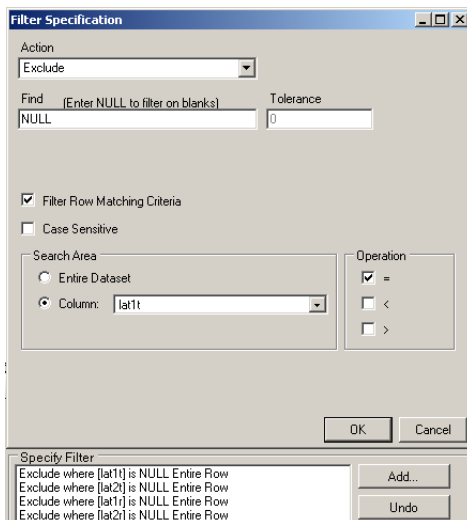 Filter Specification
Action
Exclude
Find (Enter NULL to filter on blanks) Tolerance
NULL 0
Filter Row Matching Criteria
Case Sensitive
Search Area Operation
Entire Dataset =
Column: lat1t <
>
OK Cancel
Specify Filter
Exclude where [lat1t] is NULL Entire Row
Add...
Exclude where [lat2t] is NULL Entire Row
Exclude where [lat1r] is NULL Entire Row
Undo
Exclude where [lat2r] is NULL Entire Row